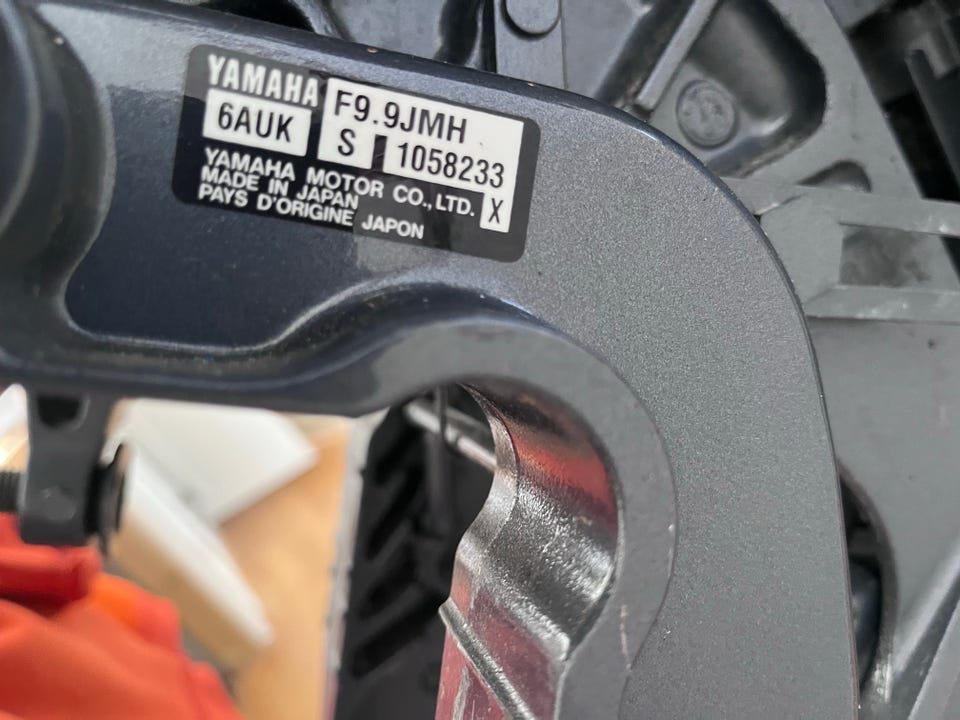 YAMAHA
F9.9JMH
6AUK
S 1058233
YAMAHA MOTOR CO., LTD.
MADE IN JAPAN
PAYS D'ORIGINE JAPON
X